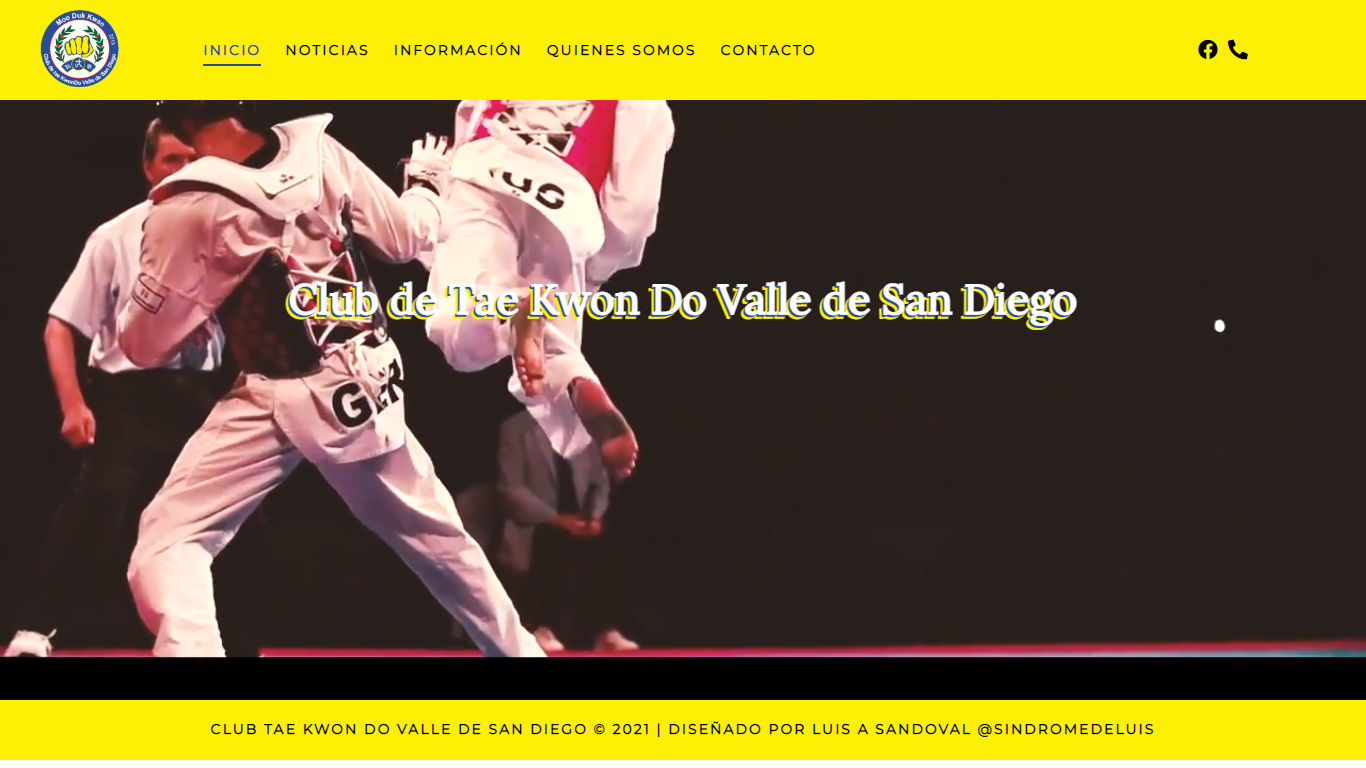 Moo Duk Kwan
Club de Tae KwonDo Valle de San Diego
INICIO NOTICIAS INFORMACIÓN QUIENES SOMOS CONTACTO
Club de Tae Kwon Do Valle de San Diego
GER
CLUB TAE KWON DO VALLE DE SAN DIEGO © 2021 | DISEÑADO POR LUIS A SANDOVAL @SINDROMEDELUIS